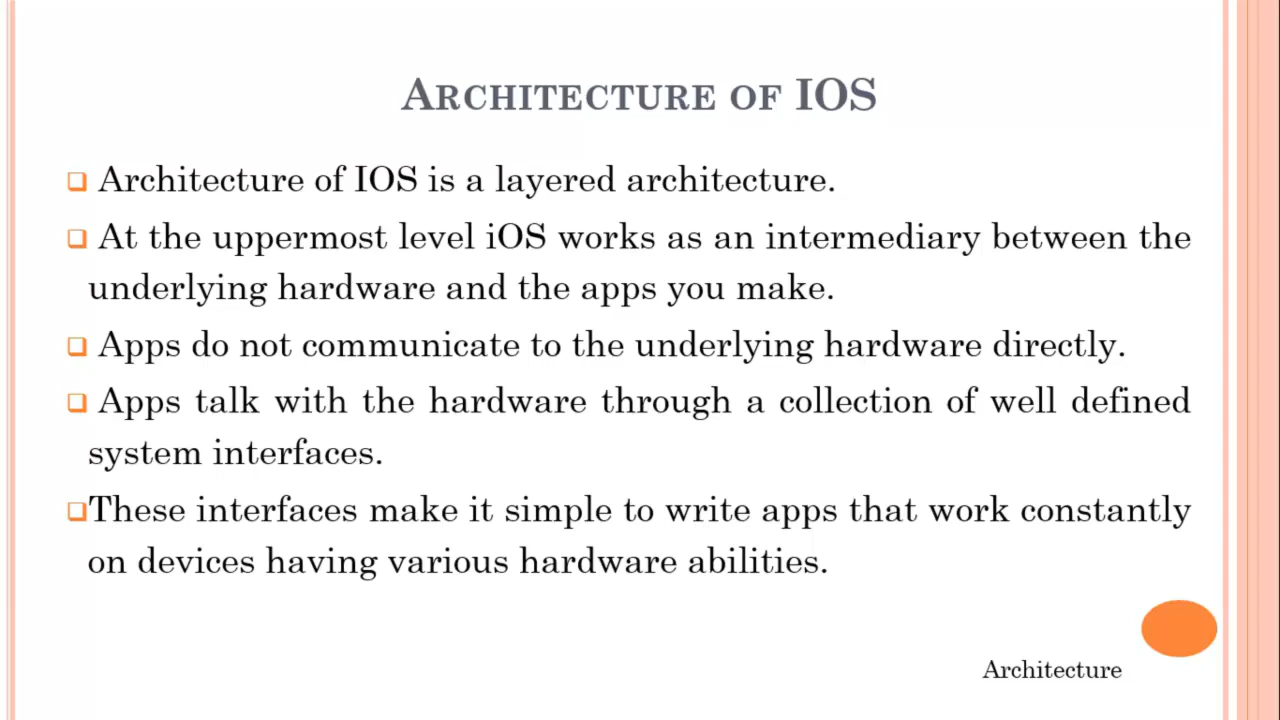 ARCHITECTURE OF IOS
Architecture of IOS is a layered architecture.
At the uppermost level iOS works as an intermediary between the
underlying hardware and the apps you make.
Apps do not communicate to the underlying hardware directly.
Apps talk with the hardware through a collection of well defined
system interfaces.
These interfaces make it simple to write apps that work constantly
on devices having various hardware abilities.
Architecture